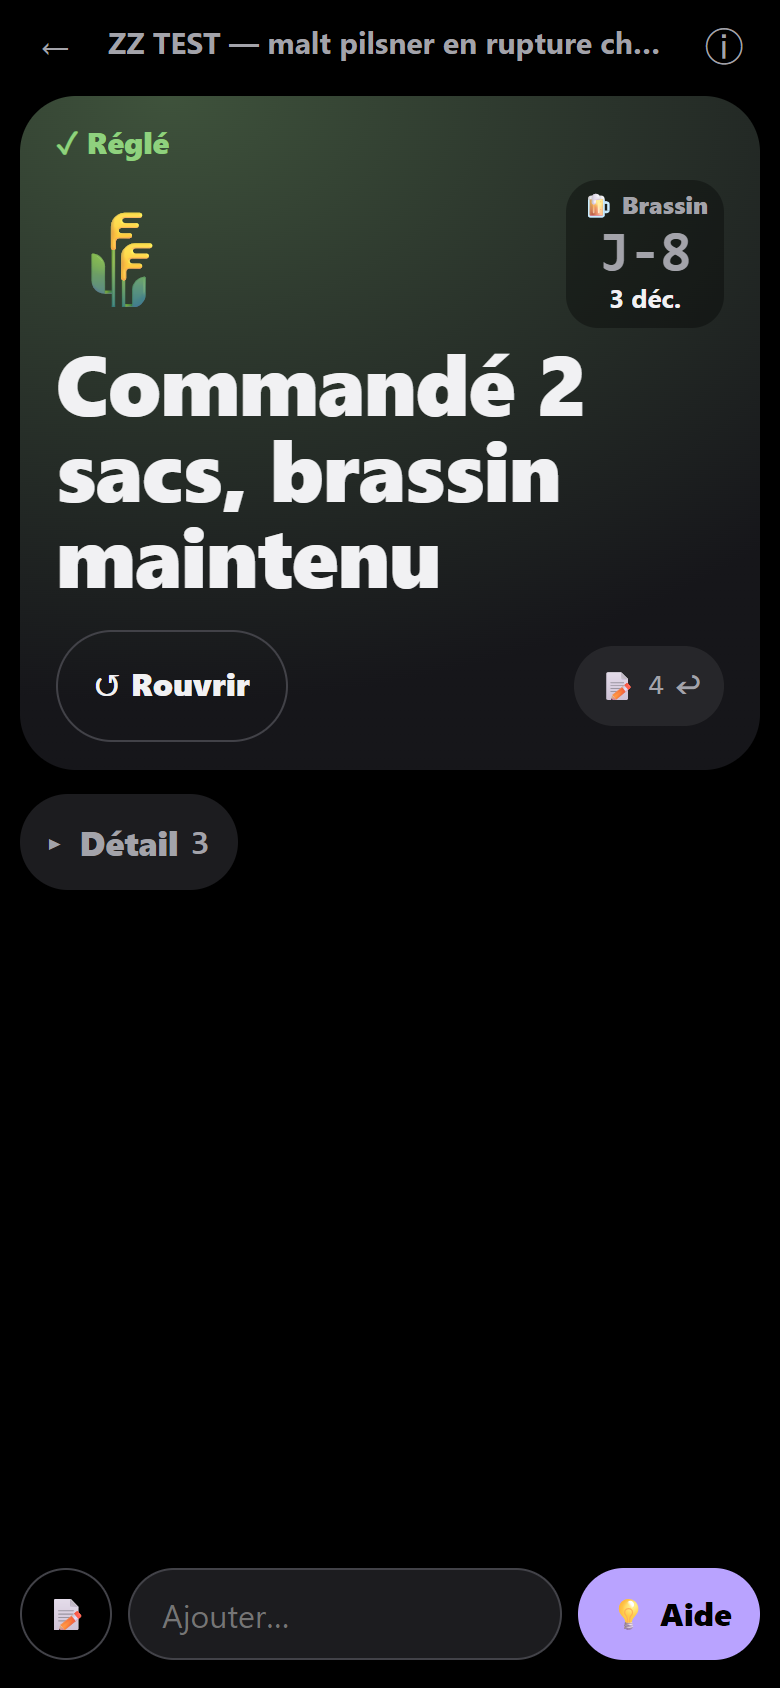 ← ZZ TEST — malt pilsner en rupture ch... ⓘ
✓ Réglé
🍺 Brassin
J-8
3 déc.
Commandé 2
sacs, brassin
maintenu
↺ Rouvrir
📝 4 ↩
▸ Détail 3
📝 Ajouter... 💡 Aide